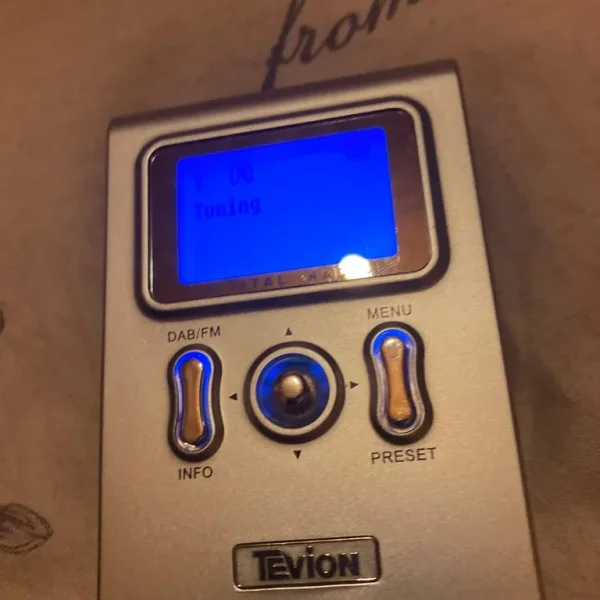 from
Tuning
DAB/FM
MENU
INFO
PRESET
TEViON